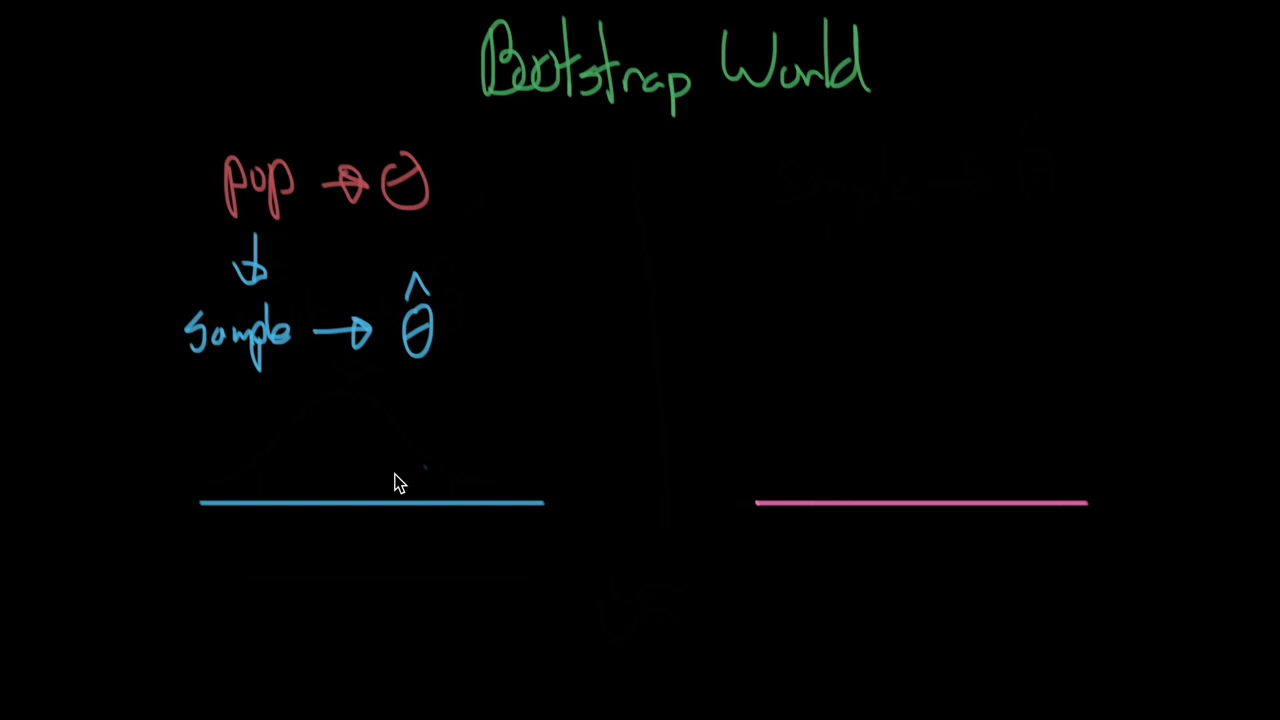 Bootstrap World
pop → θ
↓
sample → θ̂